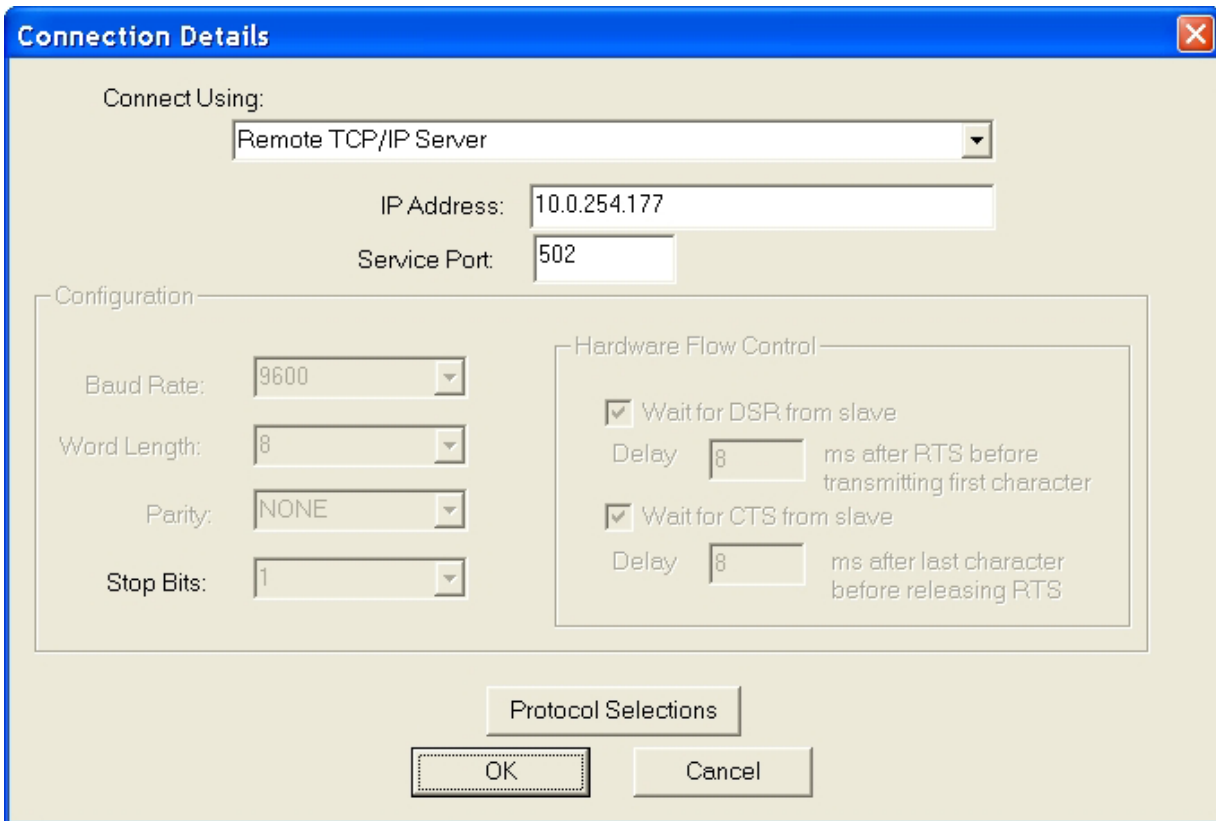 Connection Details
Connect Using:
Remote TCP/IP Server
IP Address: 10.0.254.177
Service Port: 502
Configuration
Baud Rate: 9600
Word Length: 8
Parity: NONE
Stop Bits: 1
Hardware Flow Control
Wait for DSR from slave
Delay 8 ms after RTS before
transmitting first character
Wait for CTS from slave
Delay 8 ms after last character
before releasing RTS
Protocol Selections
OK Cancel